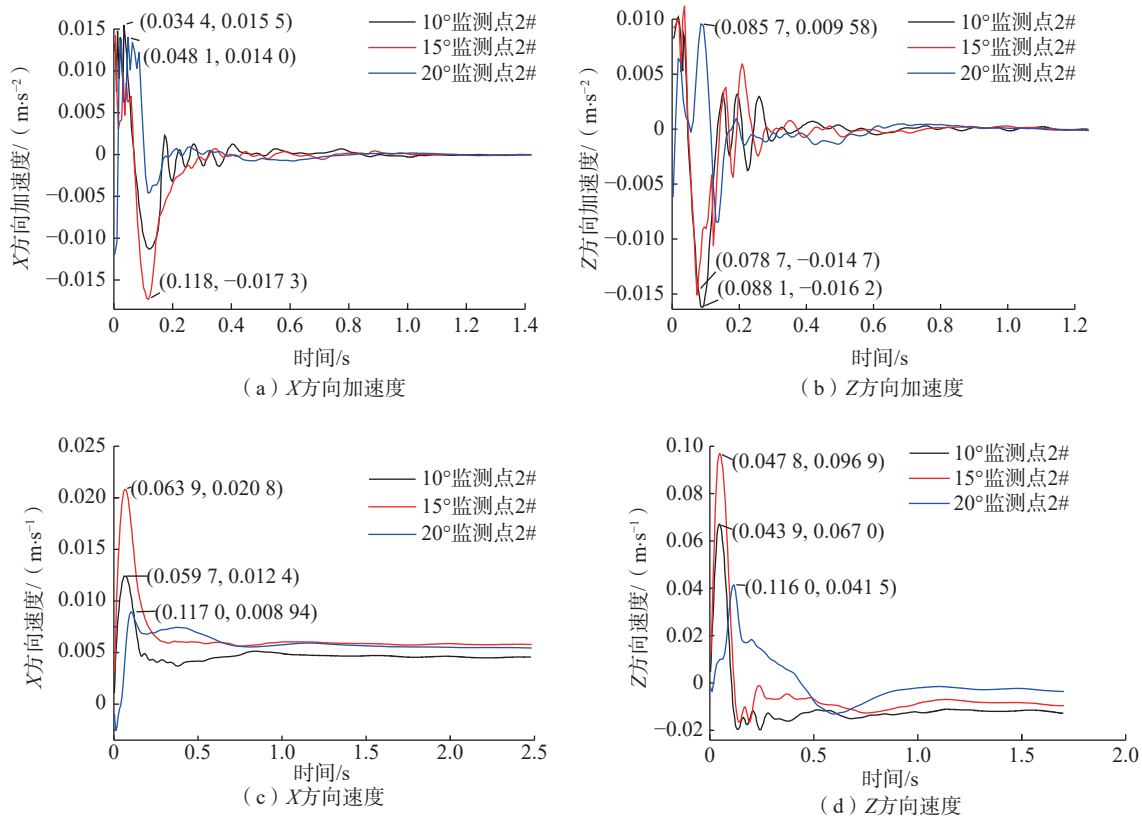 0.015
0.010
0.005
0
−0.005
−0.010
−0.015
X方向加速度/（m·s⁻²）
(0.034 4, 0.015 5)
(0.048 1, 0.014 0)
(0.118, −0.017 3)
10°监测点2#
15°监测点2#
20°监测点2#
0 0.2 0.4 0.6 0.8 1.0 1.2 1.4
时间/s
（a）X方向加速度
0.010
0.005
0
−0.005
−0.010
−0.015
Z方向加速度/（m·s⁻²）
(0.085 7, 0.009 58)
(0.078 7, −0.014 7)
(0.088 1, −0.016 2)
10°监测点2#
15°监测点2#
20°监测点2#
0 0.2 0.4 0.6 0.8 1.0 1.2
时间/s
（b）Z方向加速度
0.025
0.020
0.015
0.010
0.005
0
X方向速度/（m·s⁻¹）
(0.063 9, 0.020 8)
(0.059 7, 0.012 4)
(0.117 0, 0.008 94)
10°监测点2#
15°监测点2#
20°监测点2#
0 0.5 1.0 1.5 2.0 2.5
时间/s
（c）X方向速度
0.10
0.08
0.06
0.04
0.02
0
−0.02
Z方向速度/（m·s⁻¹）
(0.047 8, 0.096 9)
(0.043 9, 0.067 0)
(0.116 0, 0.041 5)
10°监测点2#
15°监测点2#
20°监测点2#
0 0.5 1.0 1.5 2.0
时间/s
（d）Z方向速度